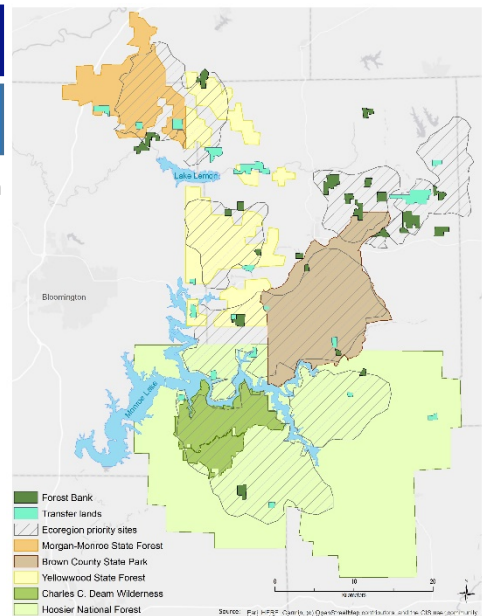 Lake Lemon
Bloomington
Monroe Lake
Forest Bank
Transfer lands
Ecoregion priority sites
Morgan-Monroe State Forest
Brown County State Park
Yellowwood State Forest
Charles C. Deam Wilderness
Hoosier National Forest
0 10 20
Source: